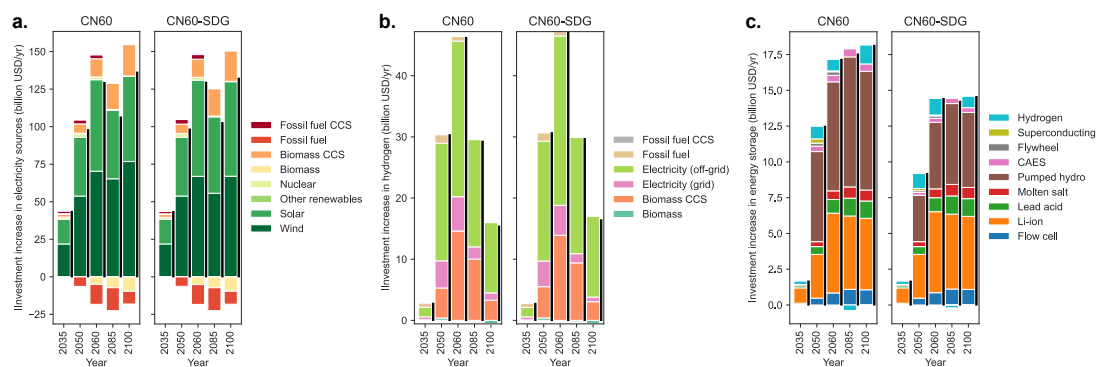 a.
CN60
CN60-SDG
IInvestment increase in electricity sources (billion USD/yr)
150
125
100
75
50
25
0
−25
2035
2050
2060
2085
2100
Year
2035
2050
2060
2085
2100
Year
Fossil fuel CCS
Fossil fuel
Biomass CCS
Biomass
Nuclear
Other renewables
Solar
Wind
b.
CN60
CN60-SDG
IInvestment increase in hydrogen (billion USD/yr)
40
30
20
10
0
2035
2050
2060
2085
2100
Year
2035
2050
2060
2085
2100
Year
Fossil fuel CCS
Fossil fuel
Electricity (off-grid)
Electricity (grid)
Biomass CCS
Biomass
c.
CN60
CN60-SDG
IInvestment increase in energy storage (billion USD/yr)
17.5
15.0
12.5
10.0
7.5
5.0
2.5
0.0
2035
2050
2060
2085
2100
Year
2035
2050
2060
2085
2100
Year
Hydrogen
Superconducting
Flywheel
CAES
Pumped hydro
Molten salt
Lead acid
Li-ion
Flow cell